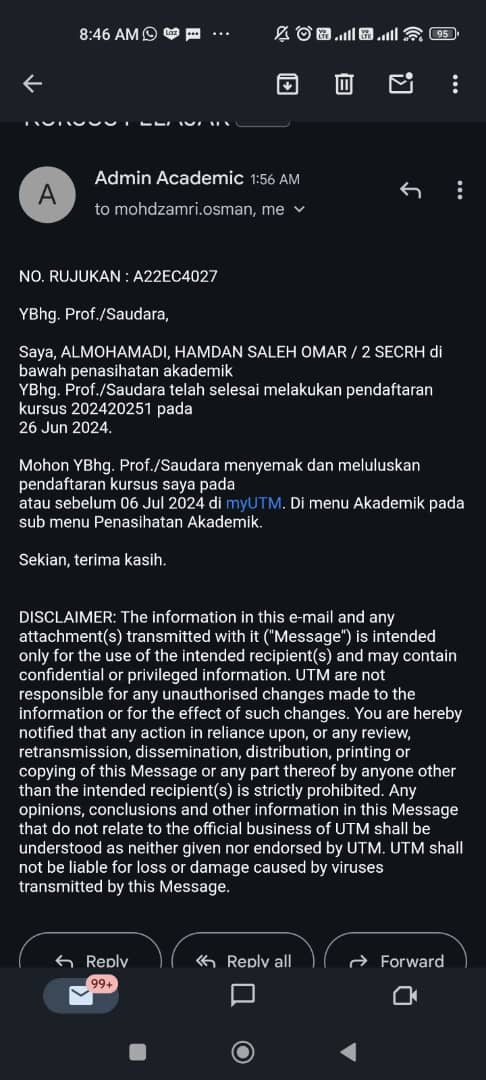 8:46 AM
95
Admin Academic 1:56 AM
A
to mohdzamri.osman, me
NO. RUJUKAN : A22EC4027
YBhg. Prof./Saudara,
Saya, ALMOHAMADI, HAMDAN SALEH OMAR / 2 SECRH di
bawah penasihatan akademik
YBhg. Prof./Saudara telah selesai melakukan pendaftaran
kursus 202420251 pada
26 Jun 2024.
Mohon YBhg. Prof./Saudara menyemak dan meluluskan
pendaftaran kursus saya pada
atau sebelum 06 Jul 2024 di myUTM. Di menu Akademik pada
sub menu Penasihatan Akademik.
Sekian, terima kasih.
DISCLAIMER: The information in this e-mail and any
attachment(s) transmitted with it ("Message") is intended
only for the use of the intended recipient(s) and may contain
confidential or privileged information. UTM are not
responsible for any unauthorised changes made to the
information or for the effect of such changes. You are hereby
notified that any action in reliance upon, or any review,
retransmission, dissemination, distribution, printing or
copying of this Message or any part thereof by anyone other
than the intended recipient(s) is strictly prohibited. Any
opinions, conclusions and other information in this Message
that do not relate to the official business of UTM shall be
understood as neither given nor endorsed by UTM. UTM shall
not be liable for loss or damage caused by viruses
transmitted by this Message.
Reply
Reply all
Forward
99+